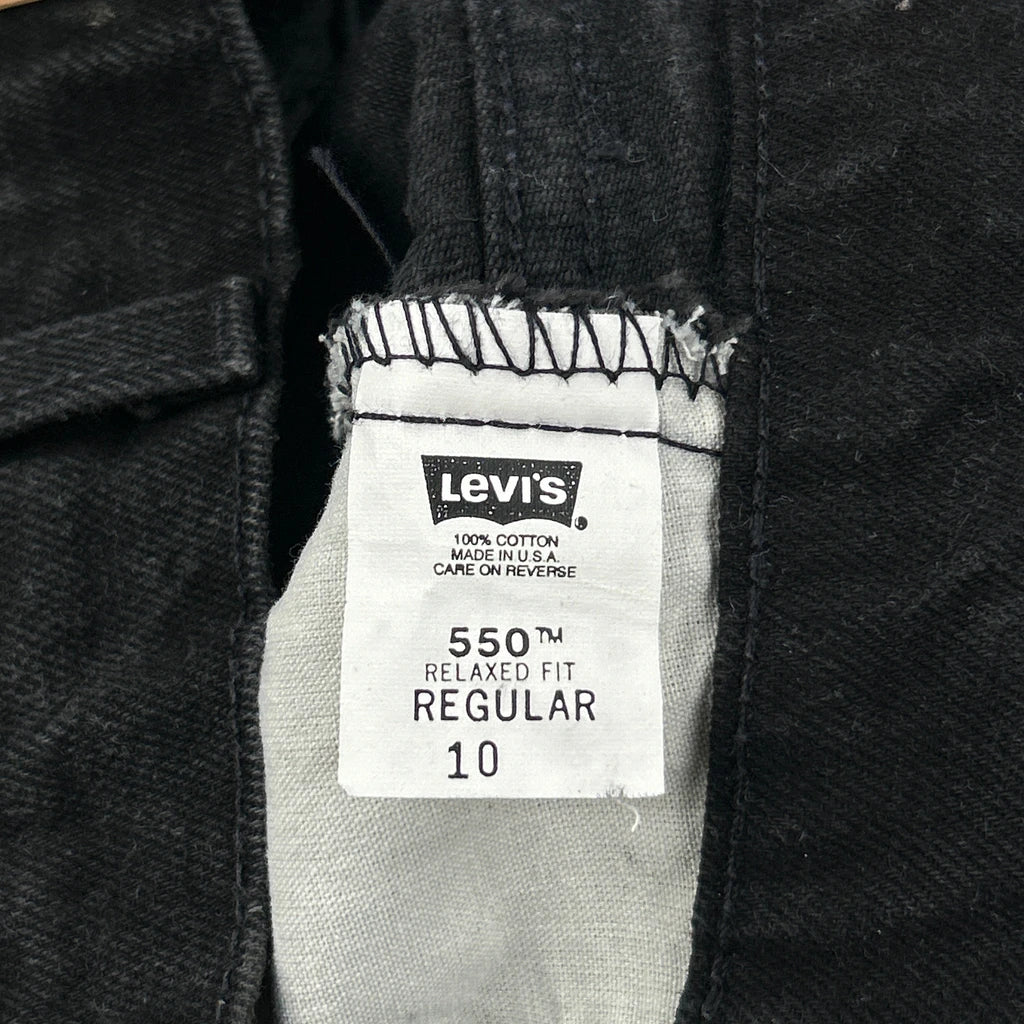 Levi's
100% COTTON
MADE IN U.S.A.
CARE ON REVERSE
550™
RELAXED FIT
REGULAR
10